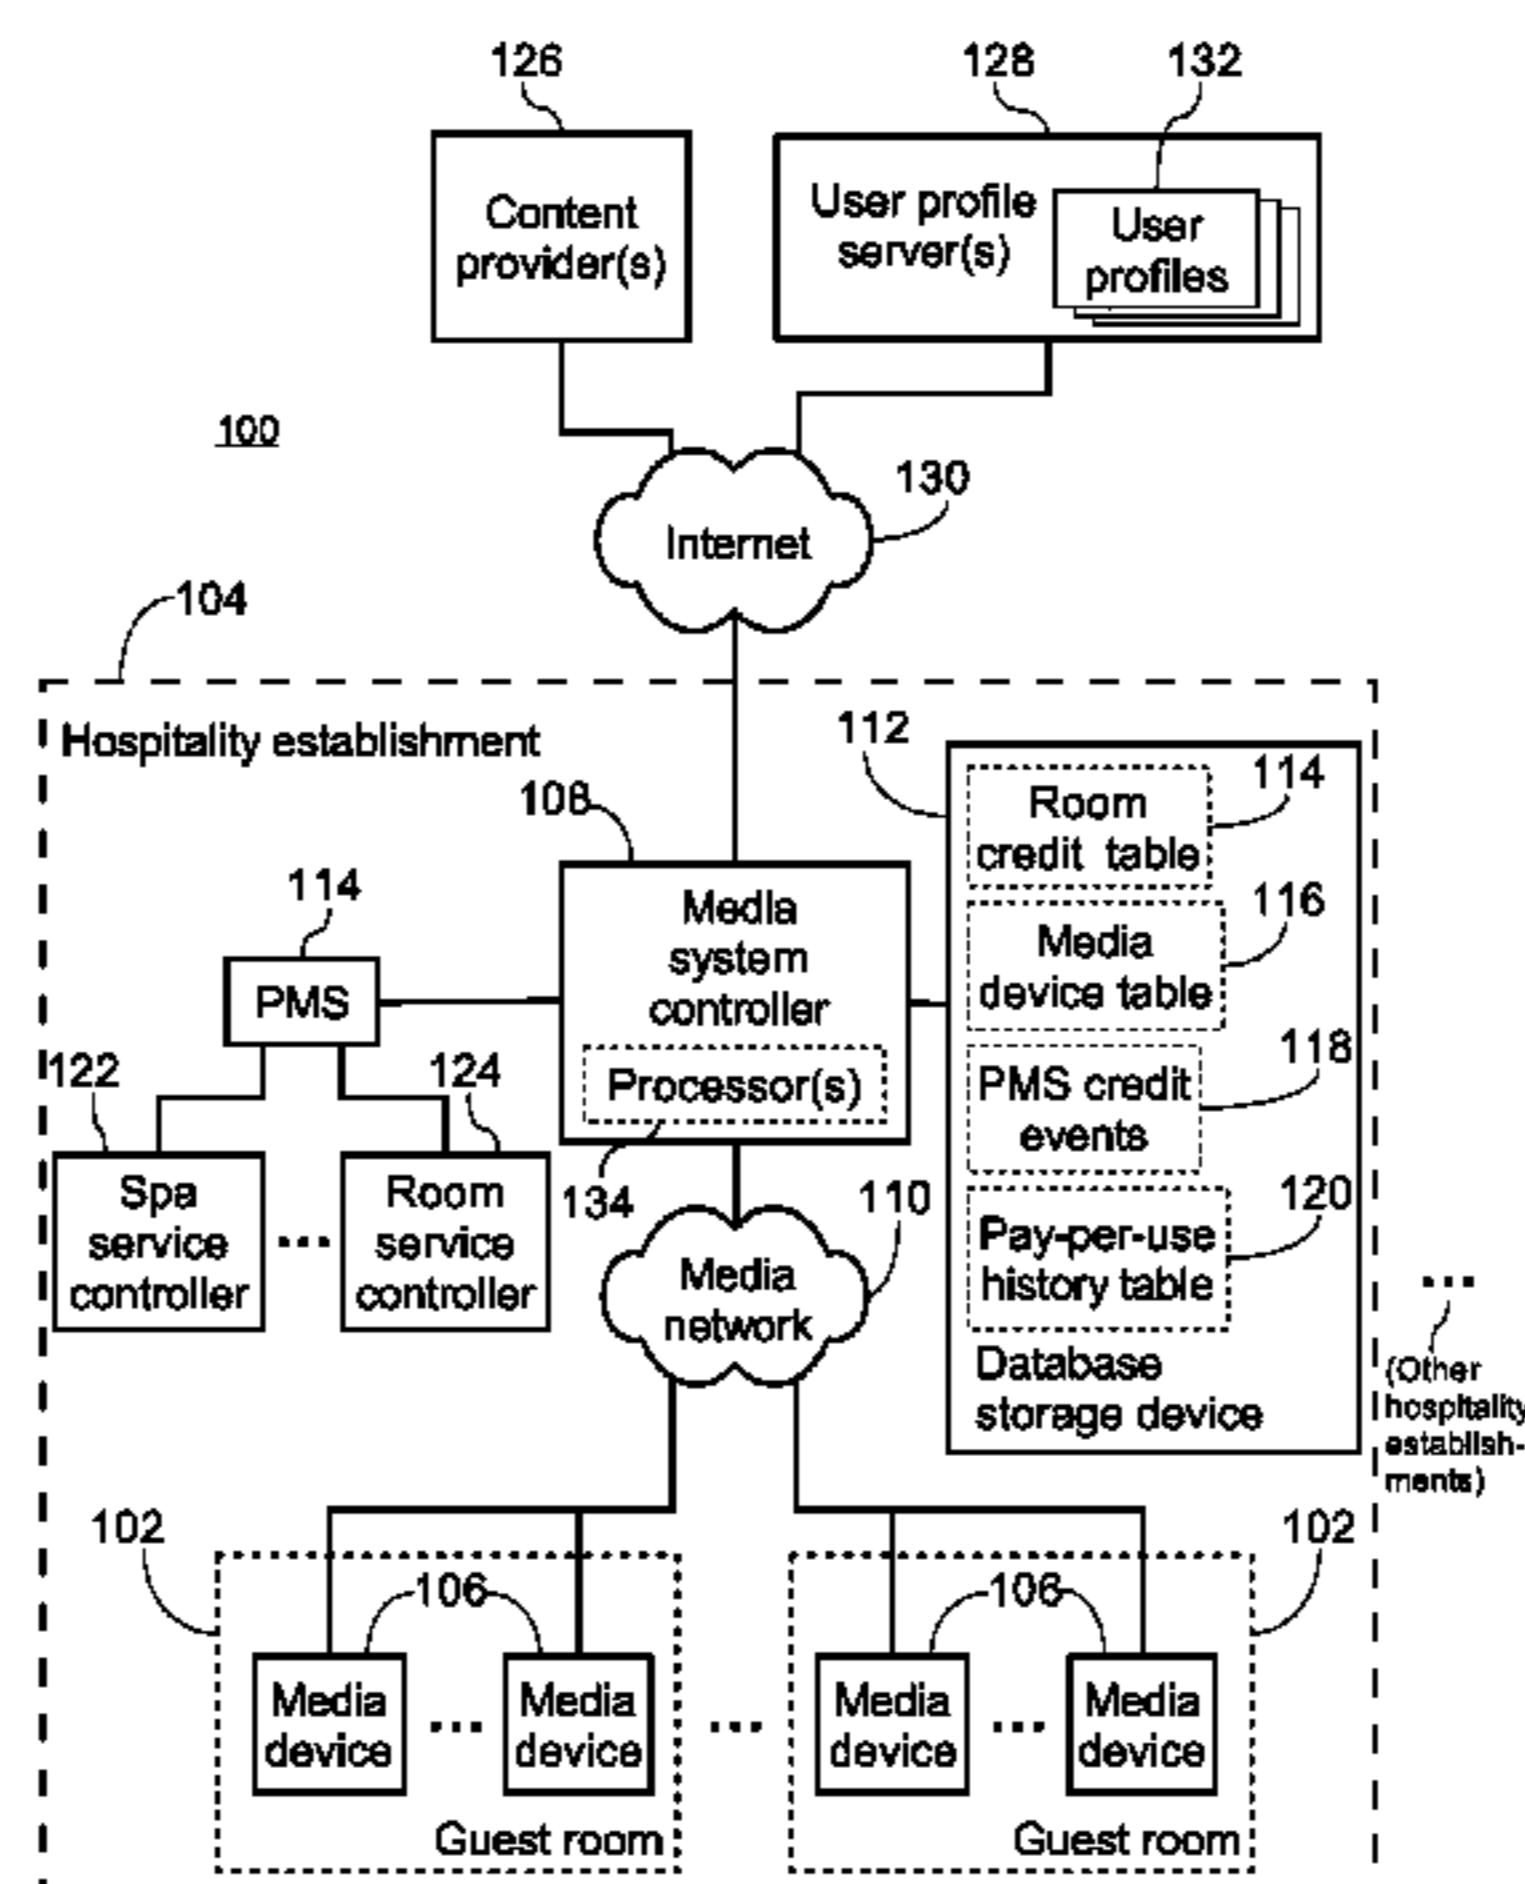 126
128
132
Content
provider(s)
User profile
server(s)
User
profiles
100
130
Internet
104
Hospitality establishment
112
108
114
Room
credit table
114
Media
system
controller
116
Media
device table
PMS
118
PMS credit
events
122
124
Processor(s)
134
110
120
Spa
service
controller
...
Room
service
controller
Pay-per-use
history table
Media
network
Database
storage device
...
(Other
hospitality
establish-
ments)
102
102
106
106
Media
device
...
Media
device
...
Media
device
...
Media
device
Guest room
Guest room